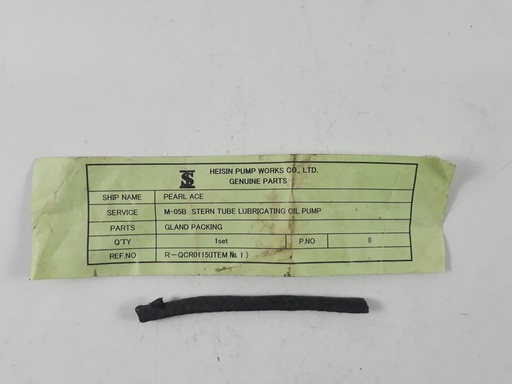 HEISIN PUMP WORKS CO., LTD.
GENUINE PARTS
SHIP NAME PEARL ACE
SERVICE M-05B STERN TUBE LUBRICATING OIL PUMP
PARTS GLAND PACKING
Q'TY 1set P.NO 8
REF.NO R-QCR0115(ITEM № 1)